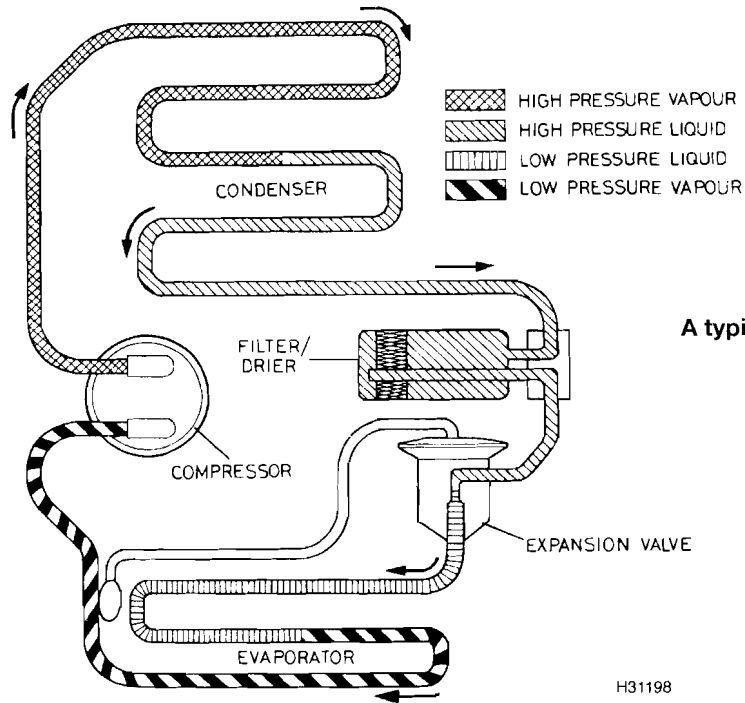 HIGH PRESSURE VAPOUR
HIGH PRESSURE LIQUID
LOW PRESSURE LIQUID
LOW PRESSURE VAPOUR
CONDENSER
A typi
FILTER/
DRIER
COMPRESSOR
EXPANSION VALVE
EVAPORATOR
H31198